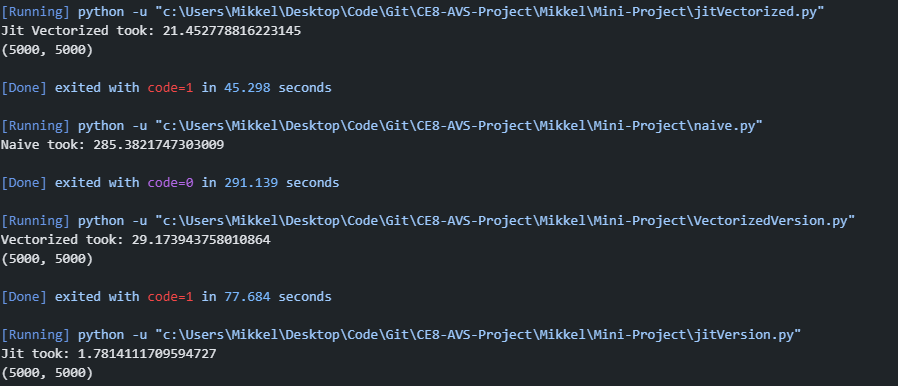 [Running] python -u "c:\Users\Mikkel\Desktop\Code\Git\CE8-AVS-Project\Mikkel\Mini-Project\jitVectorized.py"
Jit Vectorized took: 21.452778816223145
(5000, 5000)
[Done] exited with code=1 in 45.298 seconds
[Running] python -u "c:\Users\Mikkel\Desktop\Code\Git\CE8-AVS-Project\Mikkel\Mini-Project\naive.py"
Naive took: 285.3821747303009
[Done] exited with code=0 in 291.139 seconds
[Running] python -u "c:\Users\Mikkel\Desktop\Code\Git\CE8-AVS-Project\Mikkel\Mini-Project\VectorizedVersion.py"
Vectorized took: 29.173943758010864
(5000, 5000)
[Done] exited with code=1 in 77.684 seconds
[Running] python -u "c:\Users\Mikkel\Desktop\Code\Git\CE8-AVS-Project\Mikkel\Mini-Project\jitVersion.py"
Jit took: 1.7814111709594727
(5000, 5000)